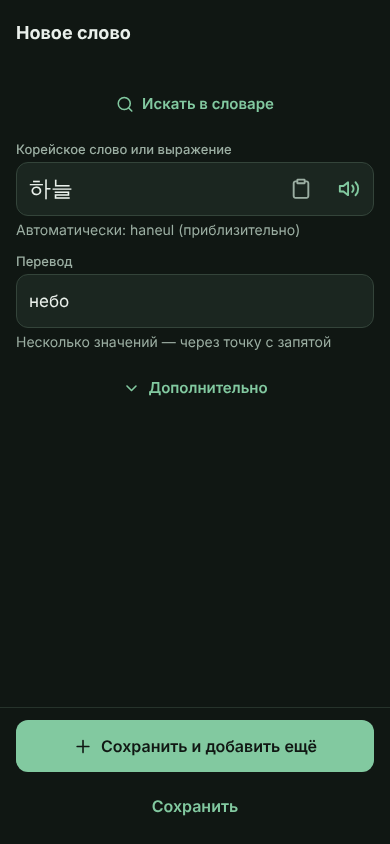 Новое слово
Искать в словаре
Корейское слово или выражение
하늘
Автоматически: haneul (приблизительно)
Перевод
небо
Несколько значений — через точку с запятой
Дополнительно
Сохранить и добавить ещё
Сохранить